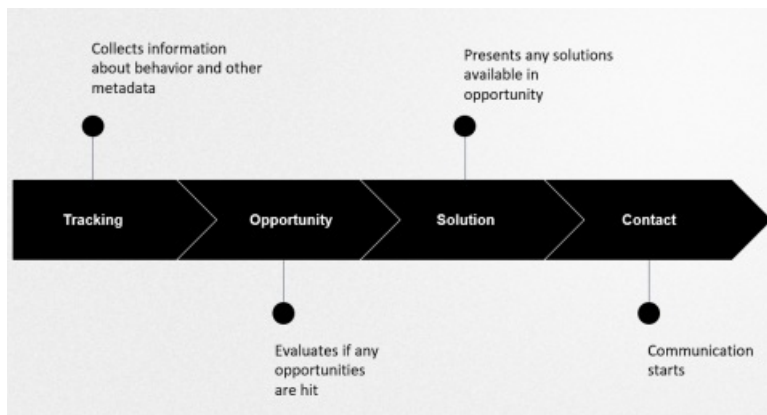 Collects information
about behavior and other
metadata
Presents any solutions
available in
opportunity
Tracking
Opportunity
Solution
Contact
Evaluates if any
opportunities
are hit
Communication
starts